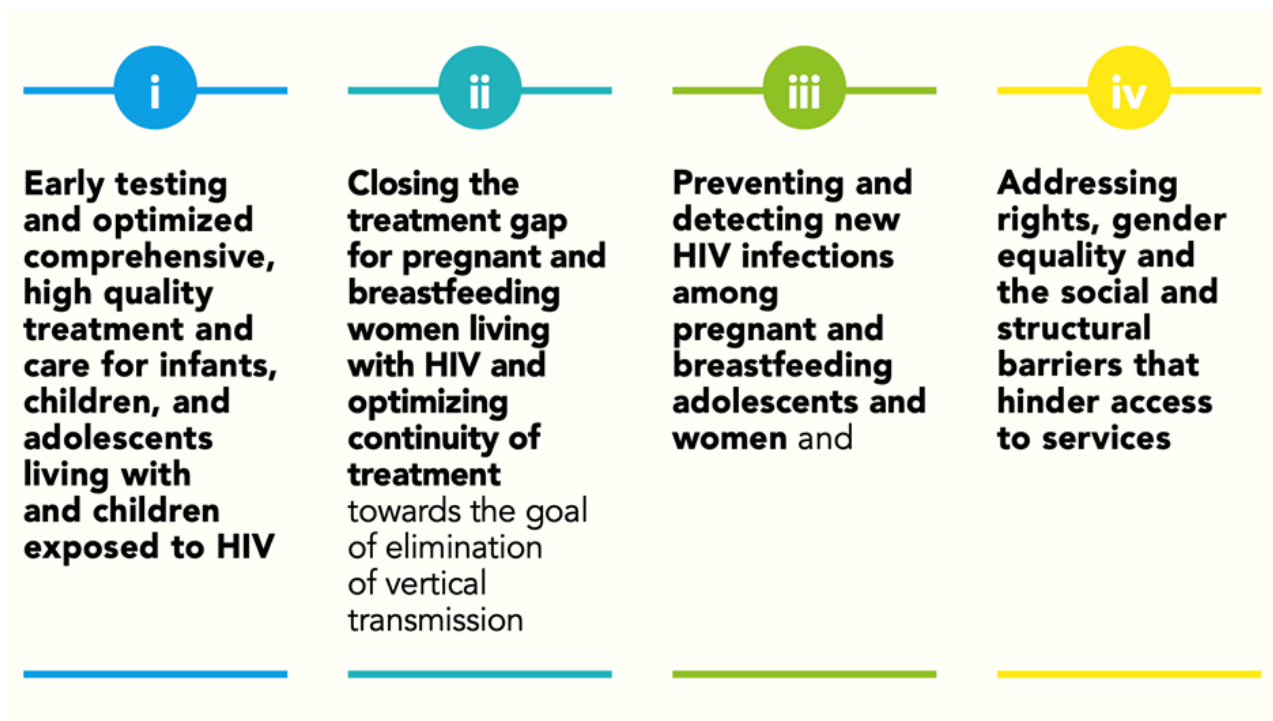 i
Early testing
and optimized
comprehensive,
high quality
treatment and
care for infants,
children, and
adolescents
living with
and children
exposed to HIV
ii
Closing the
treatment gap
for pregnant and
breastfeeding
women living
with HIV and
optimizing
continuity of
treatment
towards the goal
of elimination
of vertical
transmission
iii
Preventing and
detecting new
HIV infections
among
pregnant and
breastfeeding
adolescents and
women and
iv
Addressing
rights, gender
equality and
the social and
structural
barriers that
hinder access
to services